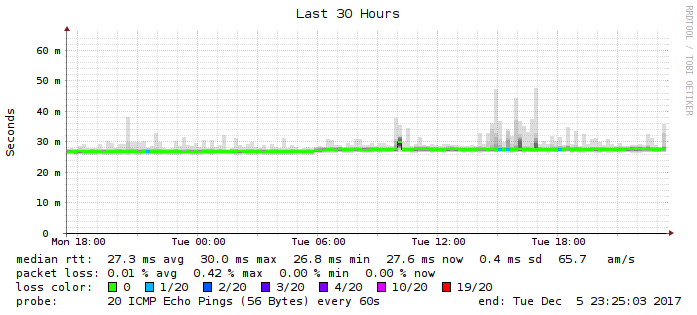 Last 30 Hours
RRDTOOL / TOBI OETIKER
Seconds
60 m
50 m
40 m
30 m
20 m
10 m
0
Mon 18:00 Tue 00:00 Tue 06:00 Tue 12:00 Tue 18:00
median rtt: 27.3 ms avg 30.0 ms max 26.8 ms min 27.6 ms now 0.4 ms sd 65.7 am/s
packet loss: 0.01 % avg 0.42 % max 0.00 % min 0.00 % now
loss color: 0 1/20 2/20 3/20 4/20 10/20 19/20
probe: 20 ICMP Echo Pings (56 Bytes) every 60s end: Tue Dec 5 23:25:03 2017